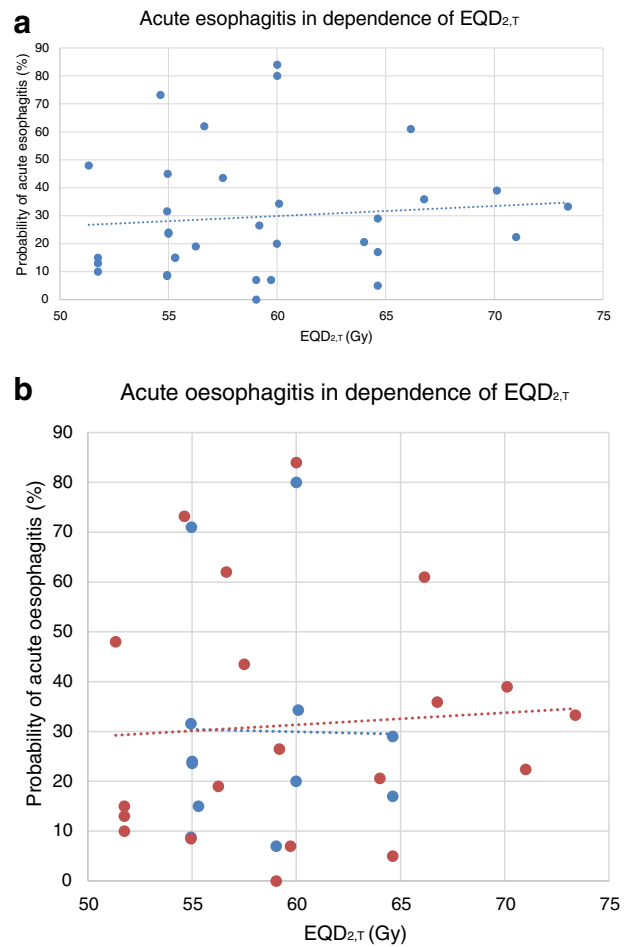 a
Acute esophagitis in dependence of EQD2,T
Probability of acute esophagitis (%)
90
80
70
60
50
40
30
20
10
0
50 55 60 65 70 75
EQD2,T (Gy)
b
Acute oesophagitis in dependence of EQD2,T
Probability of acute oesophagitis (%)
90
80
70
60
50
40
30
20
10
0
50 55 60 65 70 75
EQD2,T (Gy)